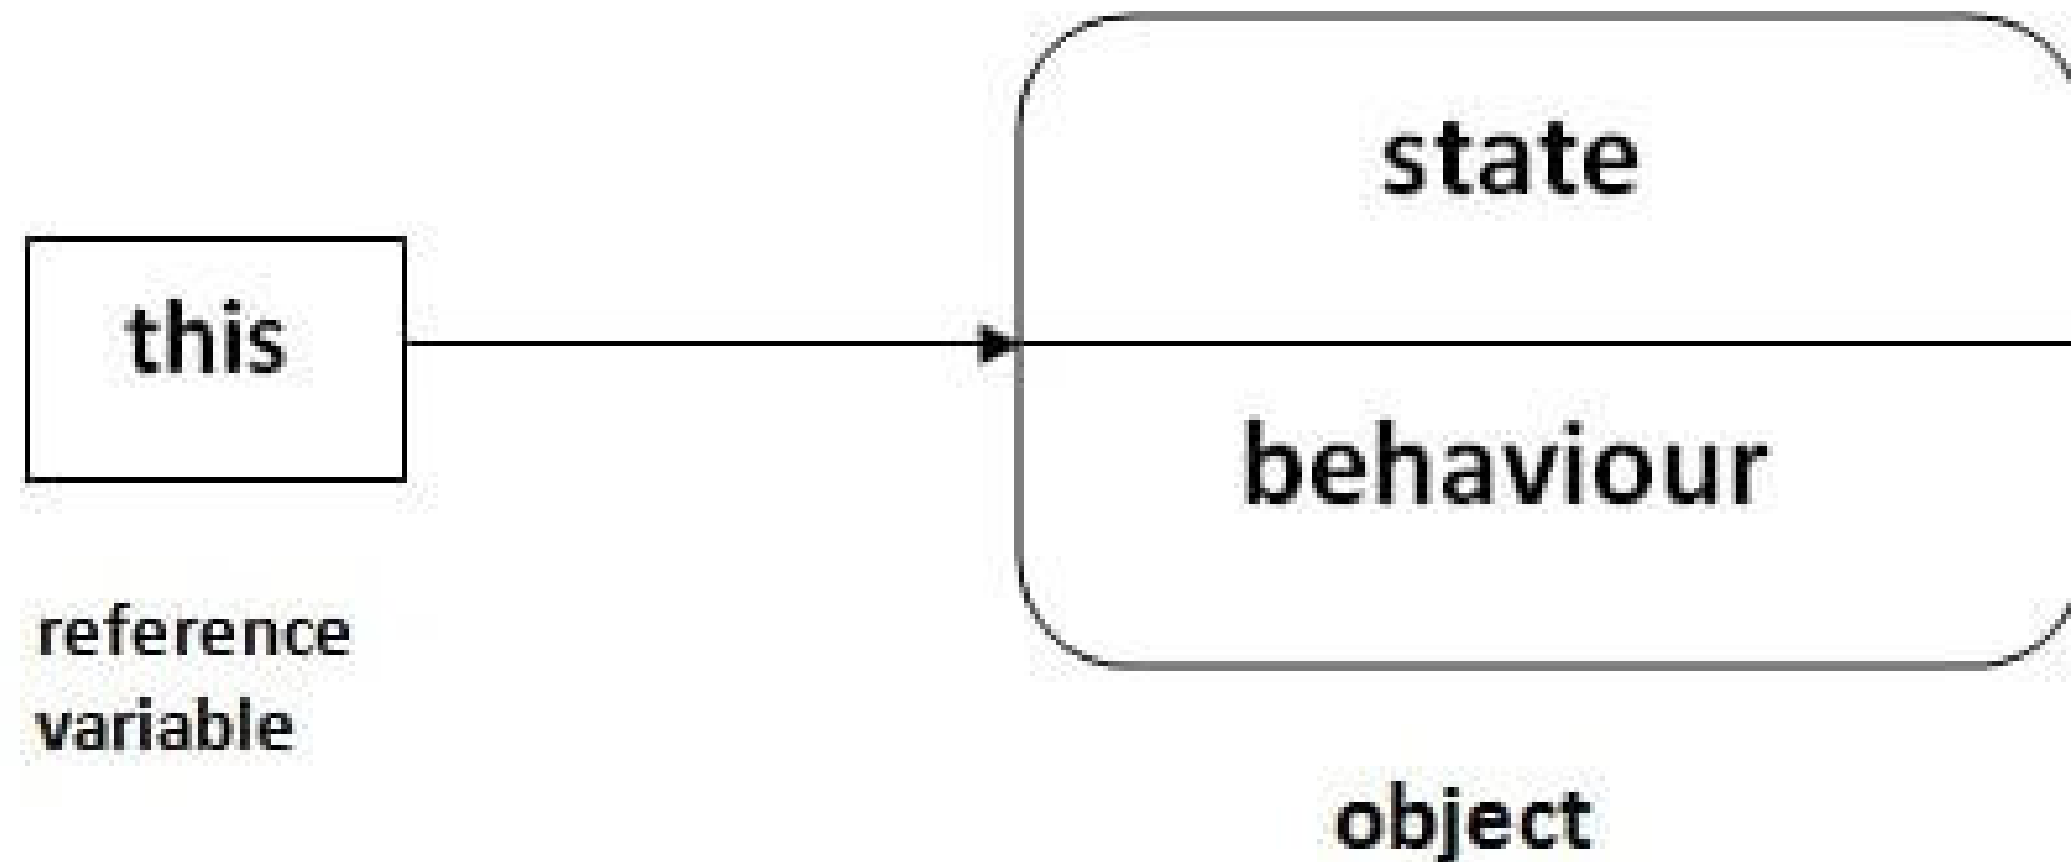 state
this
behaviour
reference
variable
object